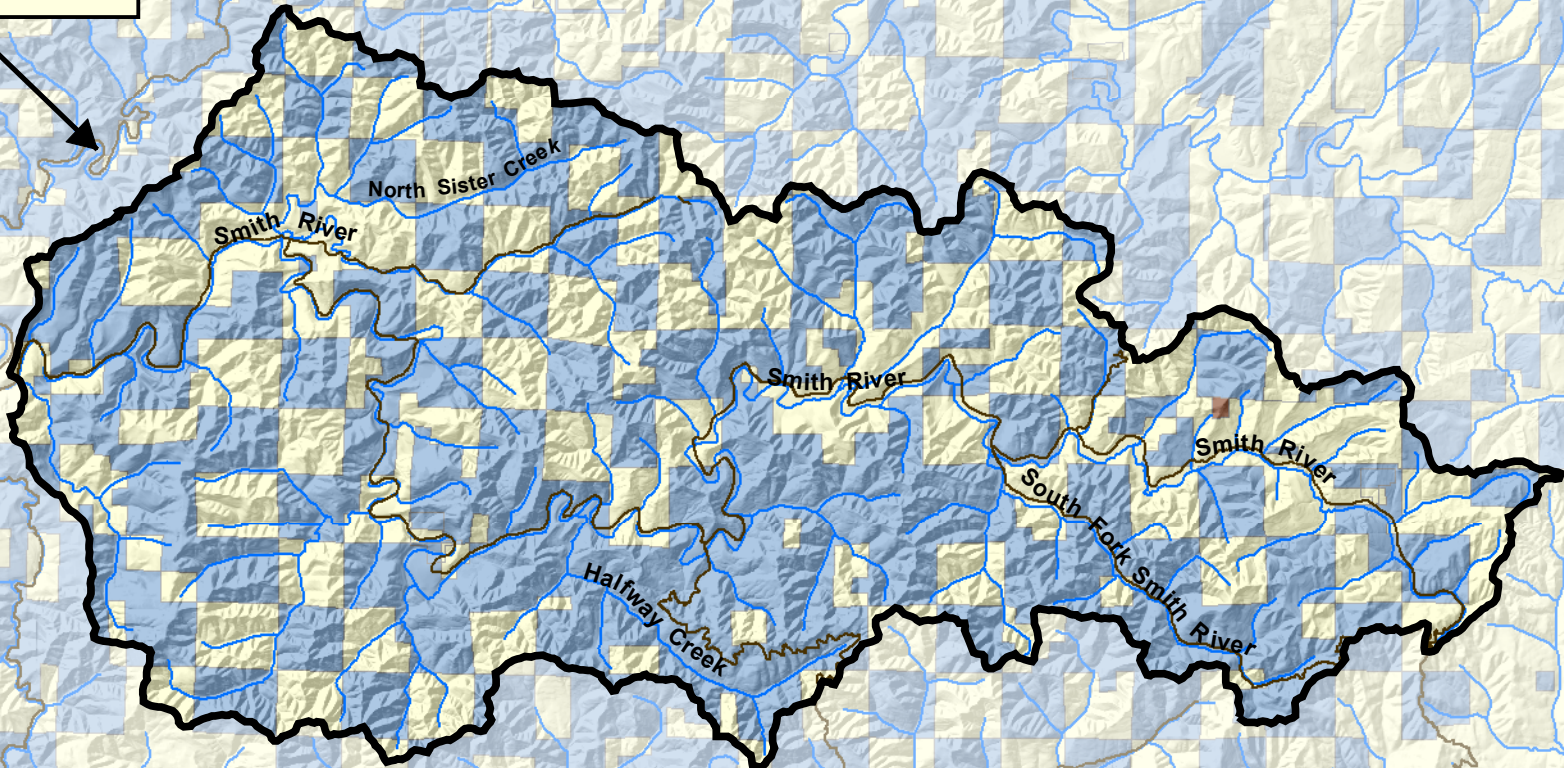 North Sister Creek
Smith River
Smith River
Smith River
South Fork Smith River
Halfway Creek